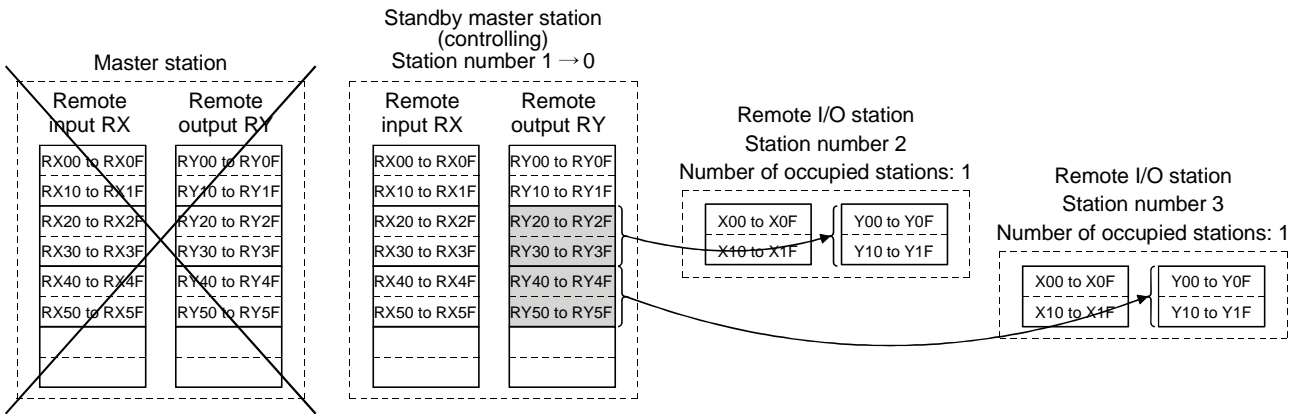 Master station
Remote input RX
Remote output RY
RX00 to RX0F
RX10 to RX1F
RX20 to RX2F
RX30 to RX3F
RX40 to RX4F
RX50 to RX5F
RY00 to RY0F
RY10 to RY1F
RY20 to RY2F
RY30 to RY3F
RY40 to RY4F
RY50 to RY5F
Standby master station
(controlling)
Station number 1 → 0
Remote input RX
Remote output RY
RX00 to RX0F
RX10 to RX1F
RX20 to RX2F
RX30 to RX3F
RX40 to RX4F
RX50 to RX5F
RY00 to RY0F
RY10 to RY1F
RY20 to RY2F
RY30 to RY3F
RY40 to RY4F
RY50 to RY5F
Remote I/O station
Station number 2
Number of occupied stations: 1
X00 to X0F
X10 to X1F
Y00 to Y0F
Y10 to Y1F
Remote I/O station
Station number 3
Number of occupied stations: 1
X00 to X0F
X10 to X1F
Y00 to Y0F
Y10 to Y1F